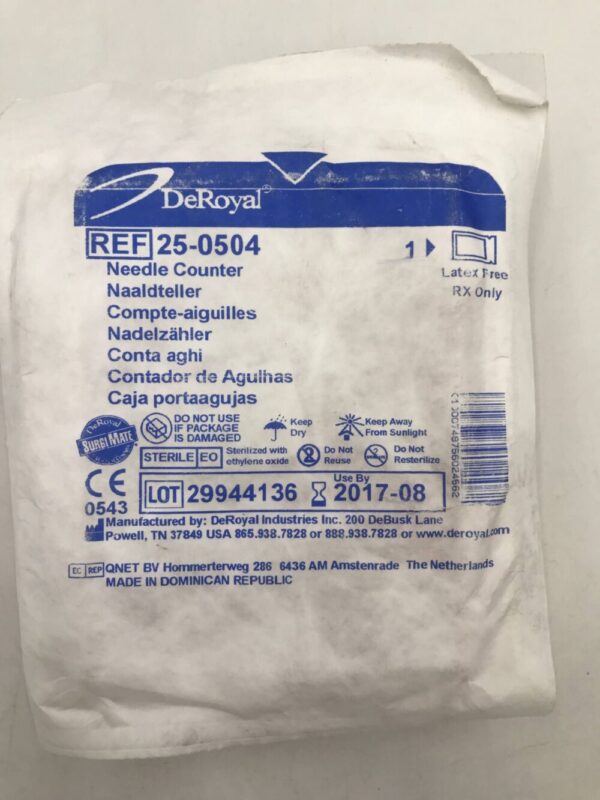 DeRoyal®
REF 25-0504
1
Needle Counter
Latex Free
Naaldteller
RX Only
Compte-aiguilles
Nadelzähler
Conta aghi
Contador de Agulhas
Caja portaagujas
DeRoyal
SURGI MATE
DO NOT USE
IF PACKAGE
IS DAMAGED
Keep
Dry
Keep Away
From Sunlight
STERILE EO
Sterilized with
ethylene oxide
Do Not
Reuse
Do Not
Resterilize
CE
0543
LOT 29944136
Use By
2017-08
Manufactured by: DeRoyal Industries Inc. 200 DeBusk Lane
Powell, TN 37849 USA 865.938.7828 or 888.938.7828 or www.deroyal.com
EC REP QNET BV Hommerterweg 286 6436 AM Amstenrade The Netherlands
MADE IN DOMINICAN REPUBLIC